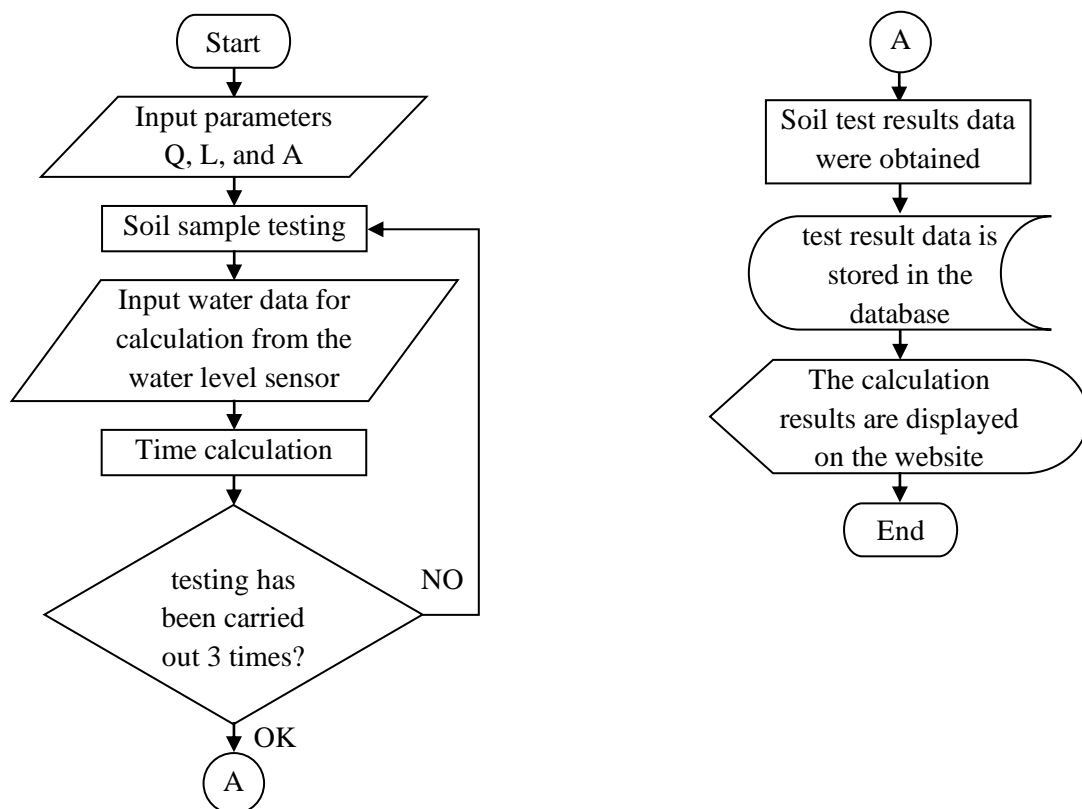 Start
Input parameters
Q, L, and A
Soil sample testing
Input water data for
calculation from the
water level sensor
Time calculation
testing has
been carried
out 3 times?
NO
OK
A
A
Soil test results data
were obtained
test result data is
stored in the
database
The calculation
results are displayed
on the website
End